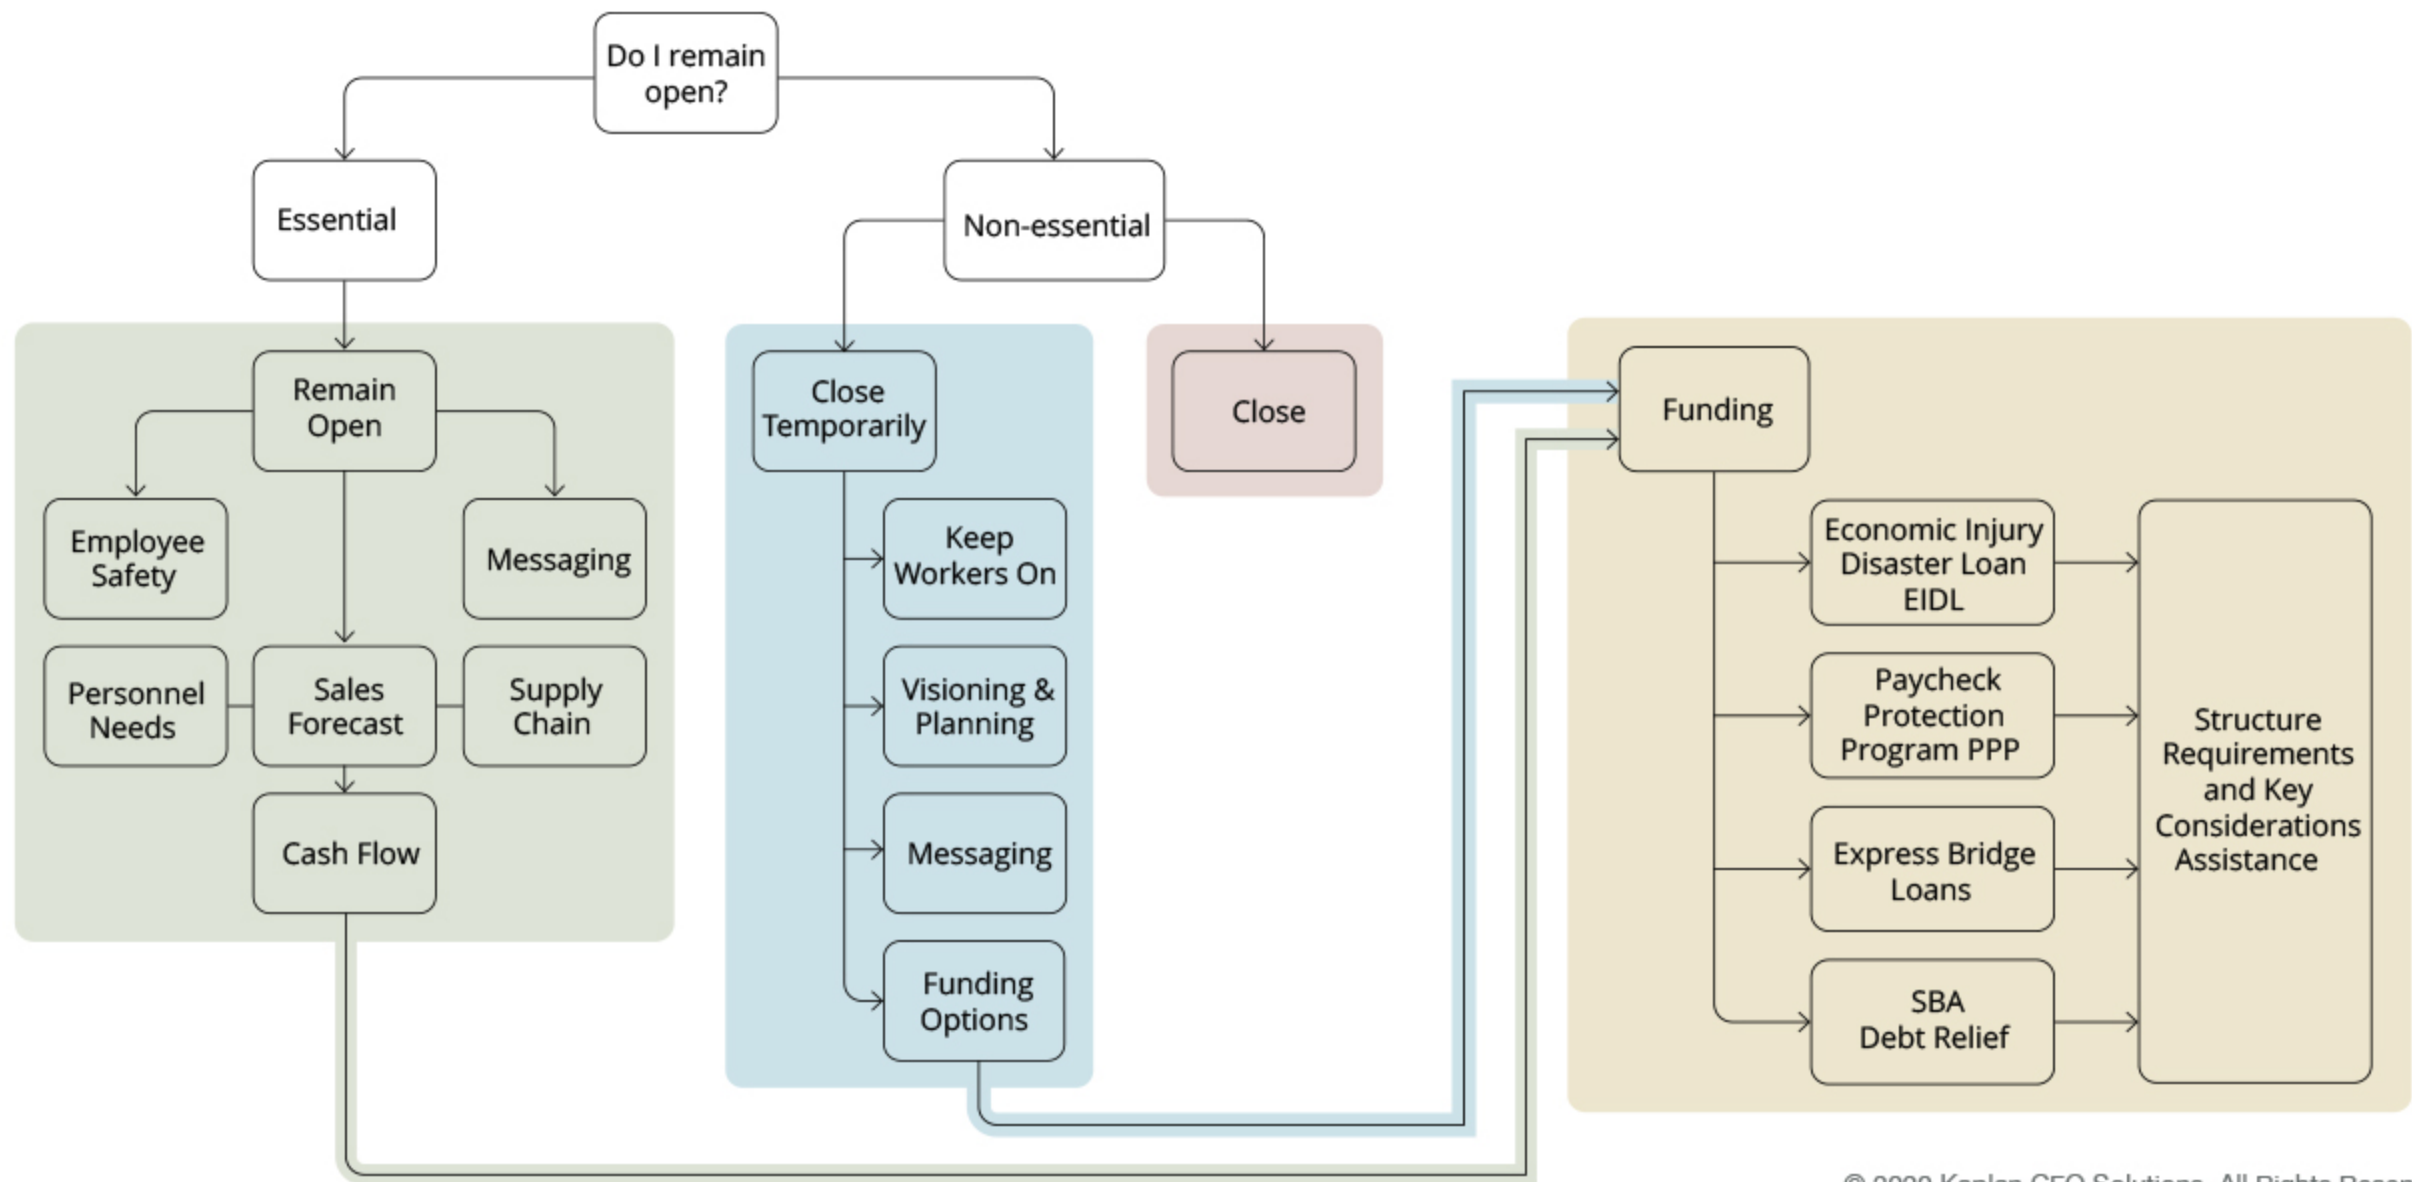 Do I remain
open?
Essential
Non-essential
Remain
Open
Close
Temporarily
Close
Funding
Employee
Safety
Messaging
Keep
Workers On
Economic Injury
Disaster Loan
EIDL
Personnel
Needs
Sales
Forecast
Supply
Chain
Visioning &
Planning
Paycheck
Protection
Program PPP
Structure
Requirements
and Key
Considerations
Assistance
Cash Flow
Messaging
Express Bridge
Loans
Funding
Options
SBA
Debt Relief